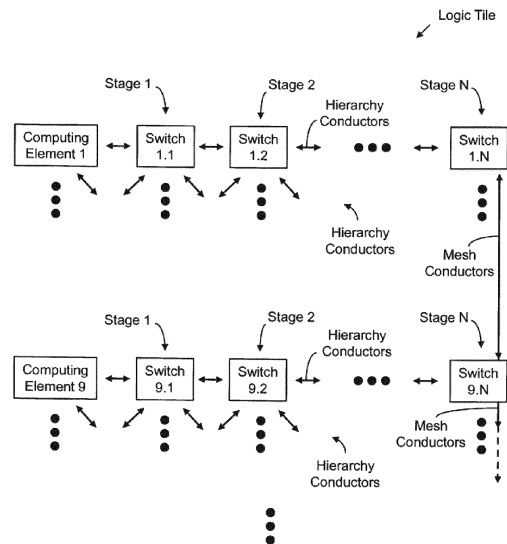 Logic Tile
Stage 1
Stage 2
Stage N
Hierarchy
Conductors
Computing
Element 1
Switch
1.1
Switch
1.2
Switch
1.N
Hierarchy
Conductors
Mesh
Conductors
Stage 1
Stage 2
Stage N
Hierarchy
Conductors
Computing
Element 9
Switch
9.1
Switch
9.2
Switch
9.N
Mesh
Conductors
Hierarchy
Conductors